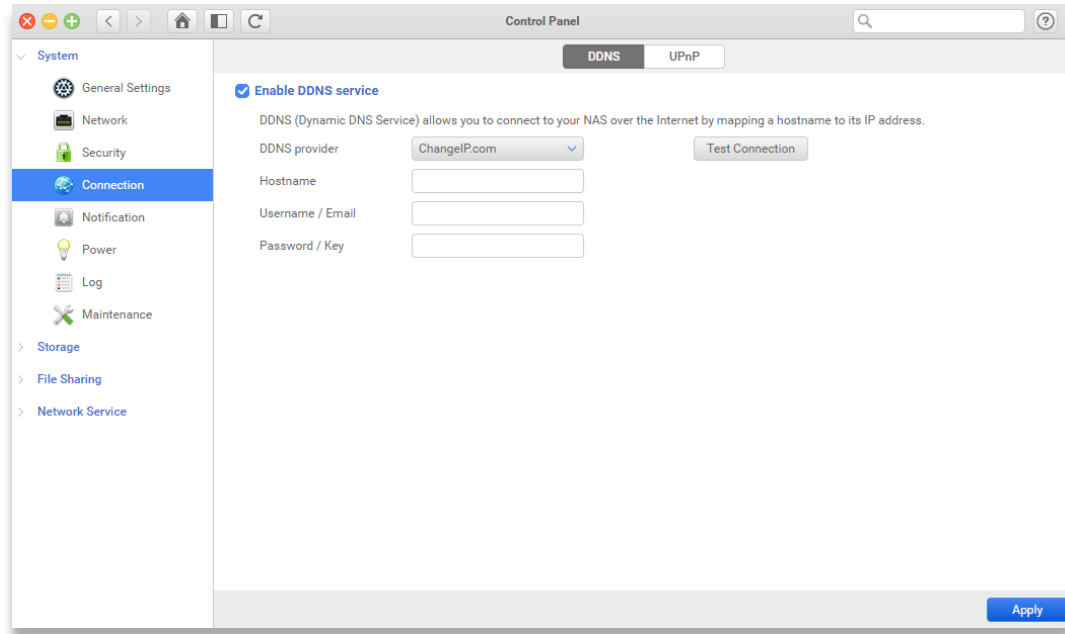 Control Panel
System
General Settings
Network
Security
Connection
Notification
Power
Log
Maintenance
Storage
File Sharing
Network Service
DDNS UPnP
Enable DDNS service
DDNS (Dynamic DNS Service) allows you to connect to your NAS over the Internet by mapping a hostname to its IP address.
DDNS provider ChangeIP.com Test Connection
Hostname
Username / Email
Password / Key
Apply